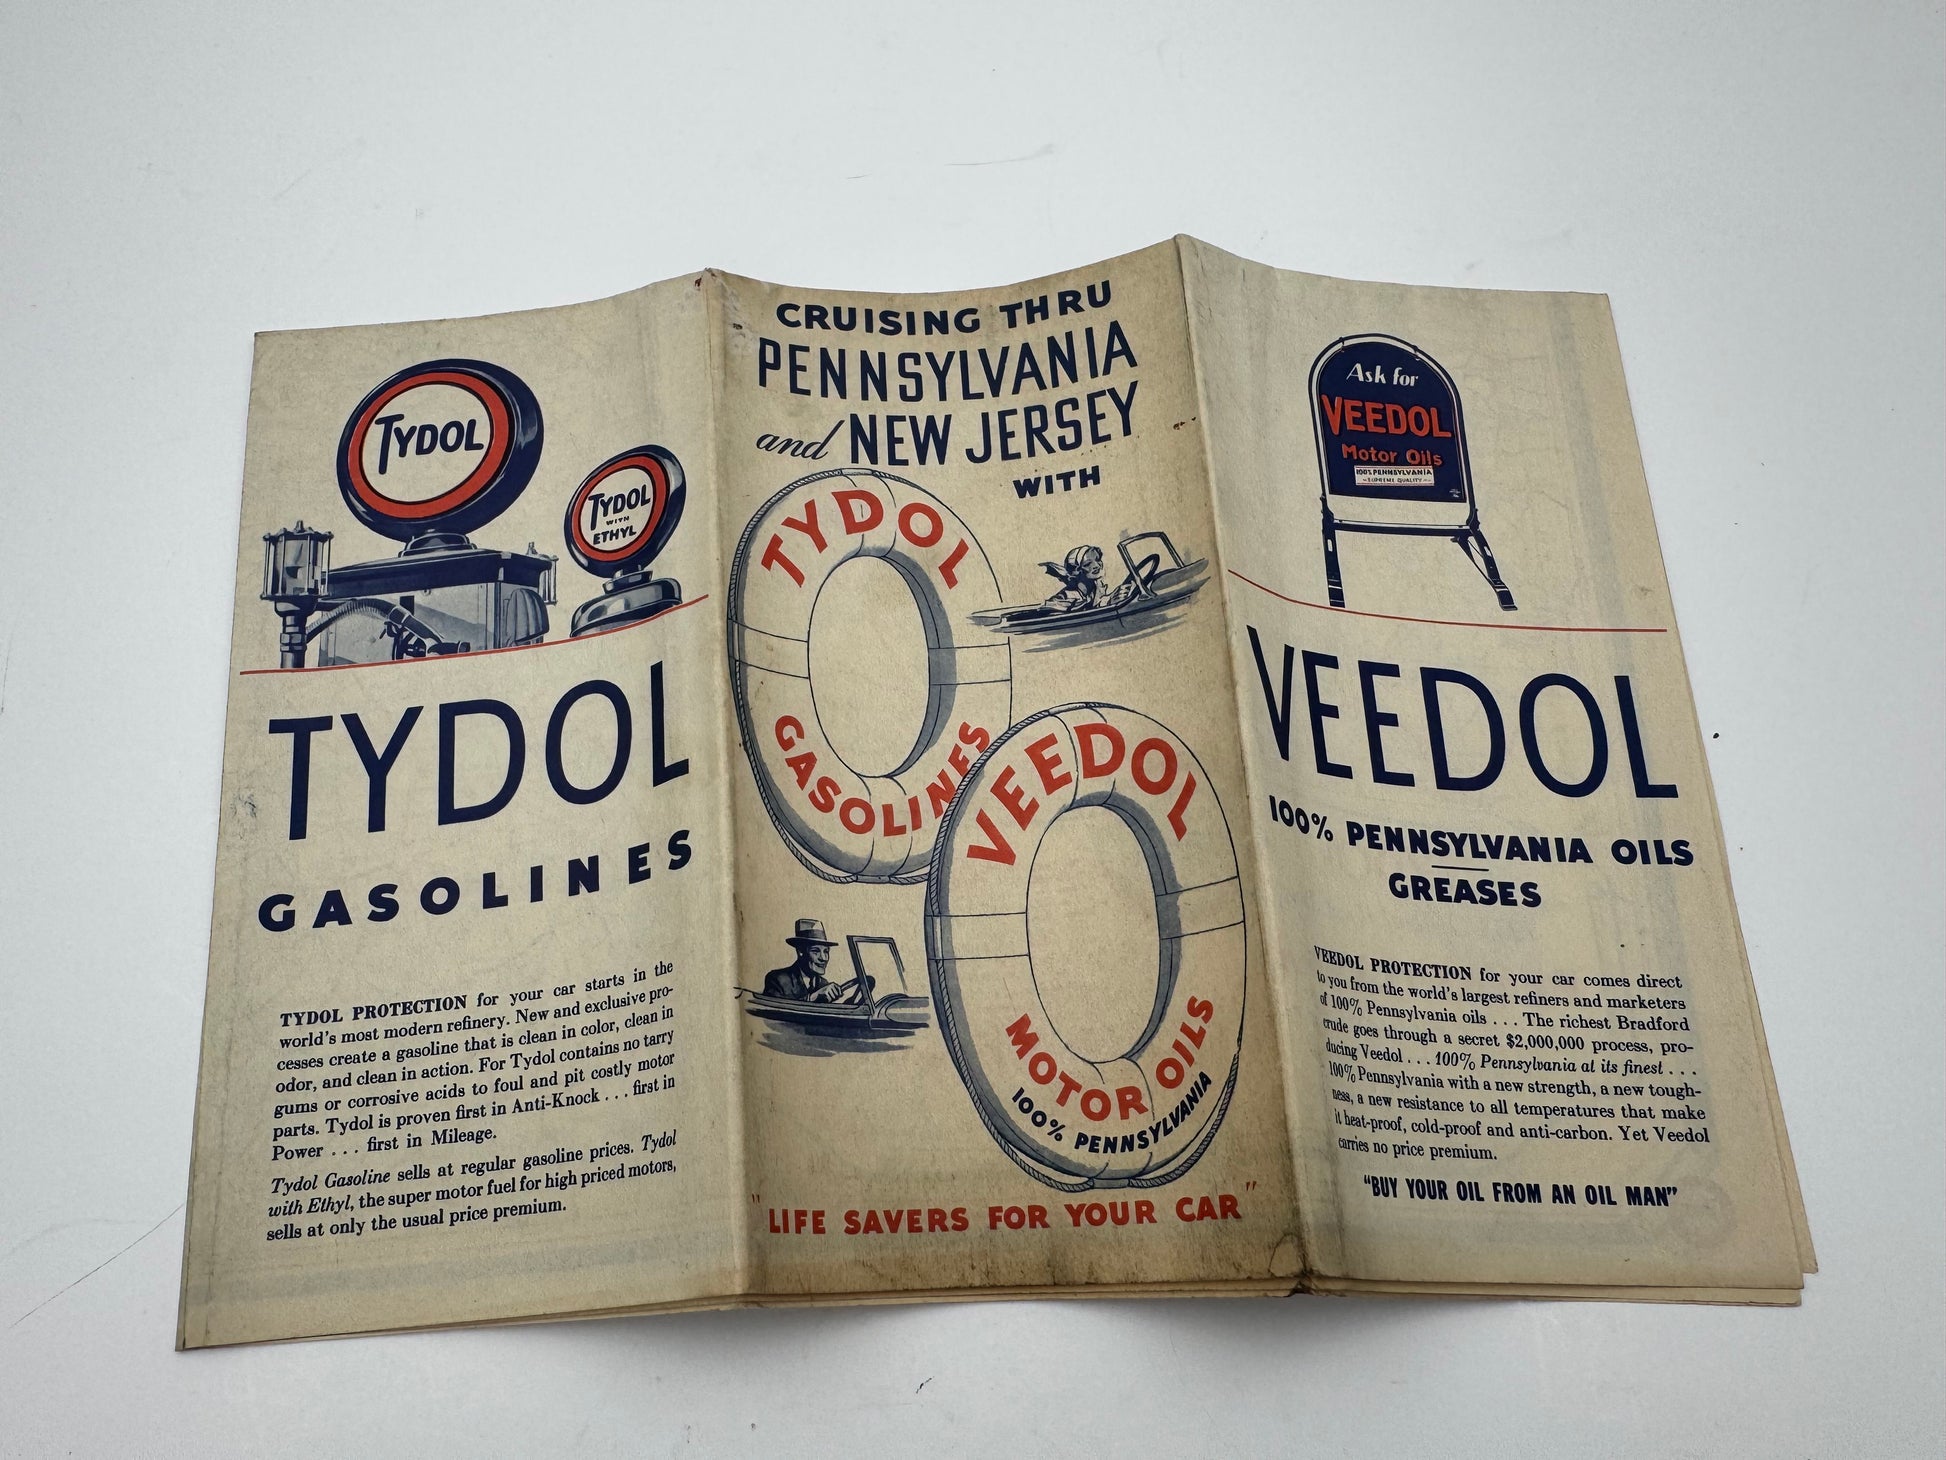 TYDOL
TYDOL
WITH
ETHYL
TYDOL
GASOLINES
TYDOL PROTECTION for your car starts in the
world's most modern refinery. New and exclusive pro-
cesses create a gasoline that is clean in color, clean in
odor, and clean in action. For Tydol contains no tarry
gums or corrosive acids to foul and pit costly motor
parts. Tydol is proven first in Anti-Knock . . . first in
Power . . . first in Mileage.
Tydol Gasoline sells at regular gasoline prices. Tydol
with Ethyl, the super motor fuel for high priced motors,
sells at only the usual price premium.
CRUISING THRU
PENNSYLVANIA
and NEW JERSEY
WITH
TYDOL
GASOLINES
VEEDOL
MOTOR OILS
100% PENNSYLVANIA
"LIFE SAVERS FOR YOUR CAR"
Ask for
VEEDOL
Motor Oils
100% PENNSYLVANIA
SUPREME QUALITY
VEEDOL
100% PENNSYLVANIA OILS
GREASES
VEEDOL PROTECTION for your car comes direct
to you from the world's largest refiners and marketers
of 100% Pennsylvania oils . . . The richest Bradford
crude goes through a secret $2,000,000 process, pro-
ducing Veedol . . . 100% Pennsylvania at its finest . . .
100% Pennsylvania with a new strength, a new tough-
ness, a new resistance to all temperatures that make
it heat-proof, cold-proof and anti-carbon. Yet Veedol
carries no price premium.
"BUY YOUR OIL FROM AN OIL MAN"